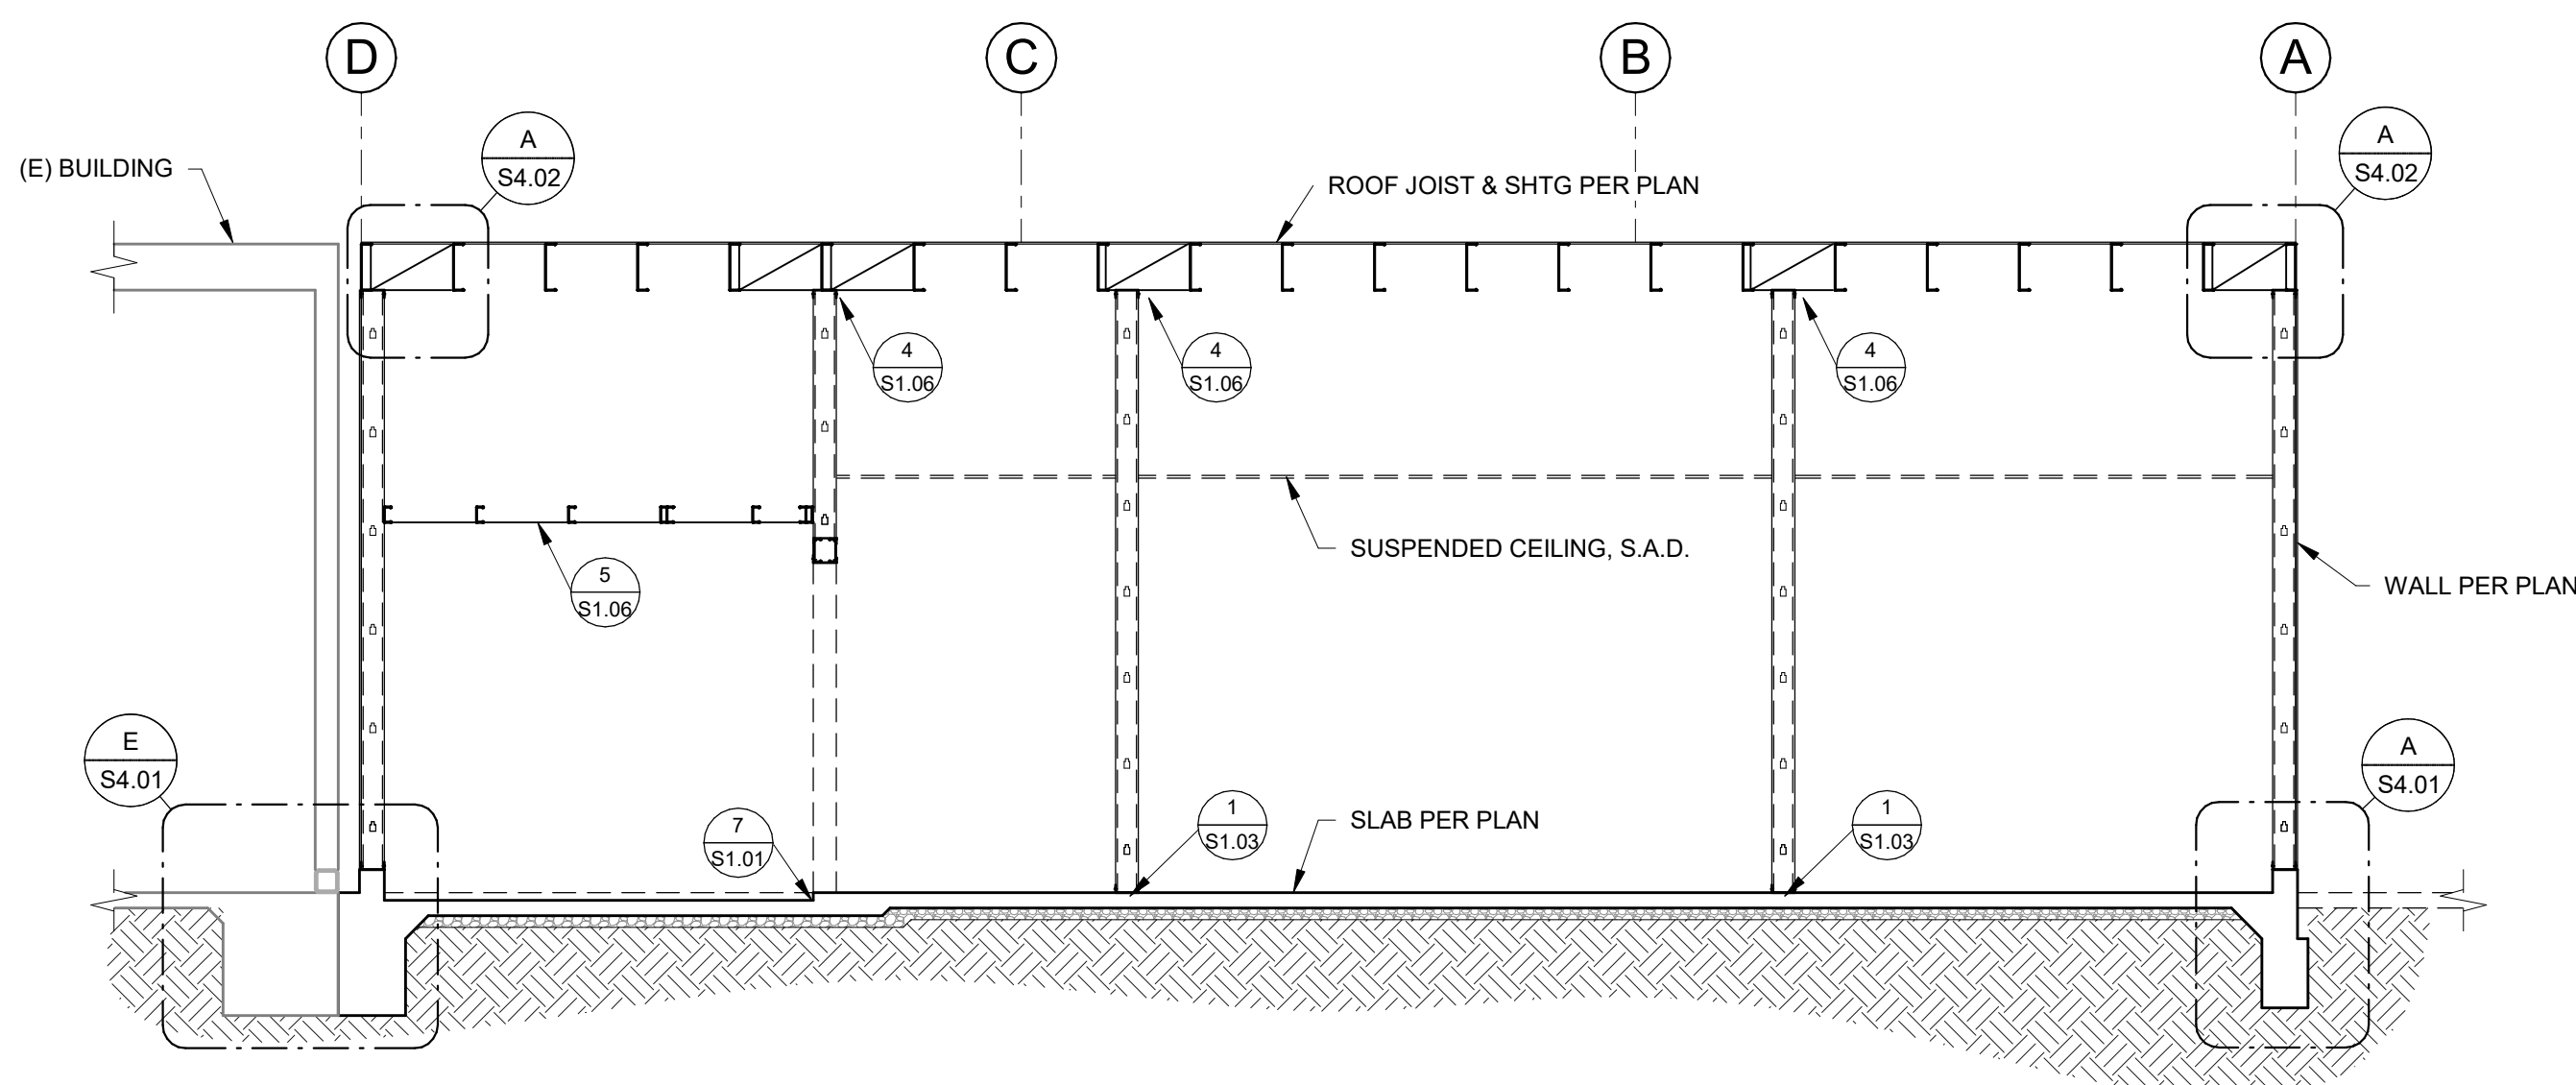 D
C
B
A
A
S4.02
A
S4.02
(E) BUILDING
ROOF JOIST & SHTG PER PLAN
4
S1.06
4
S1.06
4
S1.06
SUSPENDED CEILING, S.A.D.
5
S1.06
WALL PER PLAN
E
S4.01
A
S4.01
7
S1.01
1
S1.03
SLAB PER PLAN
1
S1.03